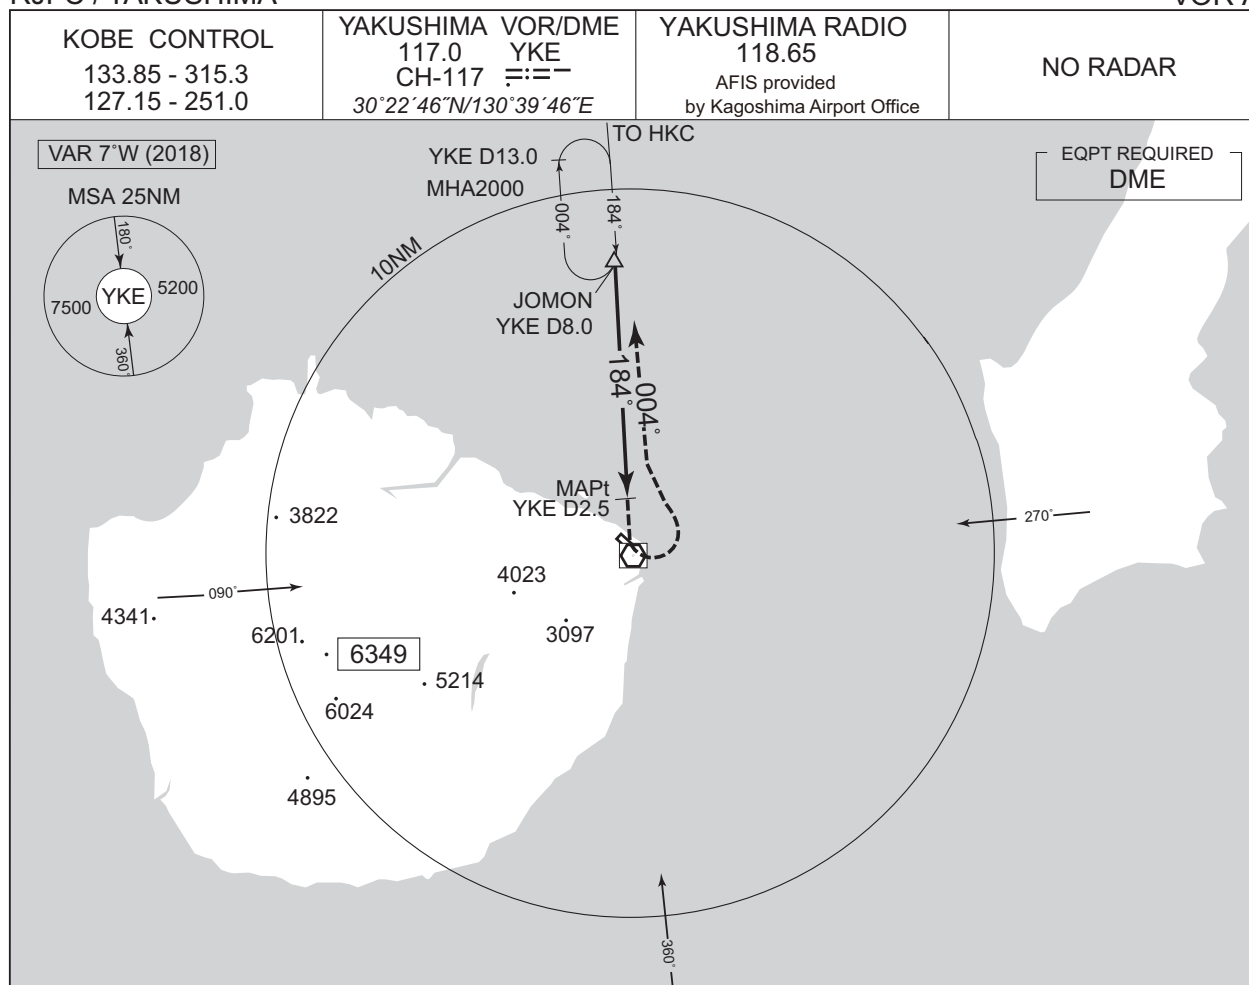 RJFC / YAKUSHIMA
VOR A
KOBE CONTROL
133.85 - 315.3
127.15 - 251.0
YAKUSHIMA VOR/DME
117.0 YKE
CH-117
30°22´46˝N/130°39´46˝E
YAKUSHIMA RADIO
118.65
AFIS provided
by Kagoshima Airport Office
NO RADAR
VAR 7°W (2018)
MSA 25NM
180°
7500
YKE
5200
360°
TO HKC
YKE D13.0
MHA2000
004°
184°
EQPT REQUIRED
DME
10NM
JOMON
YKE D8.0
184°
004°
MAPt
YKE D2.5
3822
270°
4023
090°
4341
3097
6201
6349
5214
6024
4895
360°